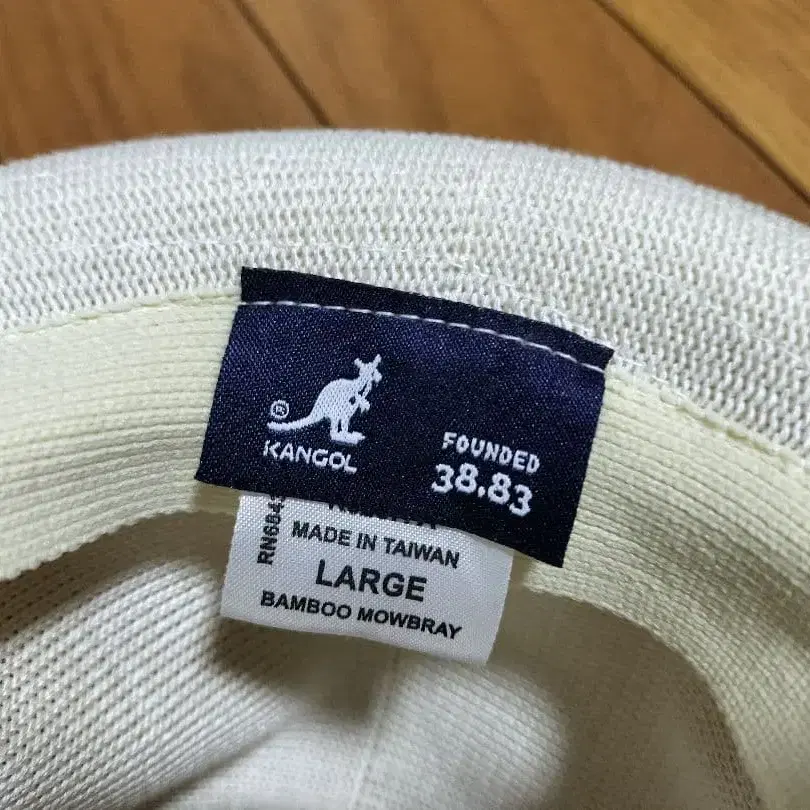 ®
KANGOL
FOUNDED
38.83
MADE IN TAIWAN
LARGE
BAMBOO MOWBRAY